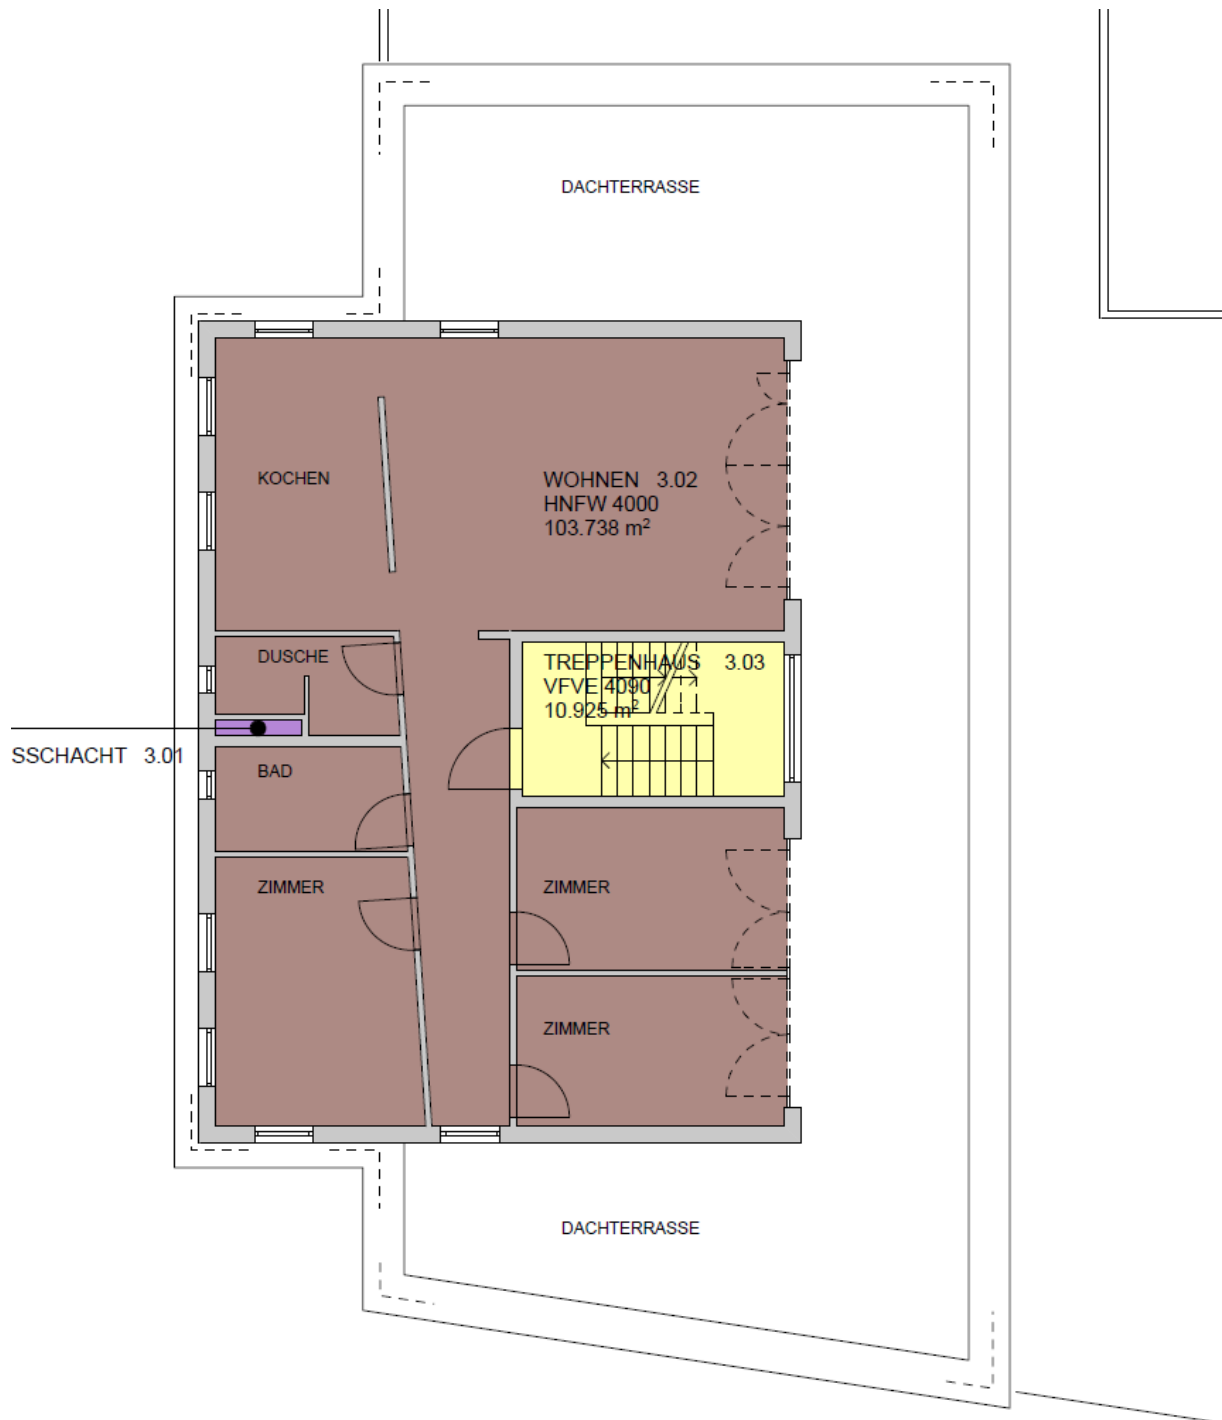 DACHTERRASSE
KOCHEN
WOHNEN 3.02
HNFW 4000
103.738 m²
DUSCHE
TREPPENHAUS 3.03
VFVE 4090
10.925 m²
SSCHACHT 3.01
BAD
ZIMMER
ZIMMER
ZIMMER
DACHTERRASSE